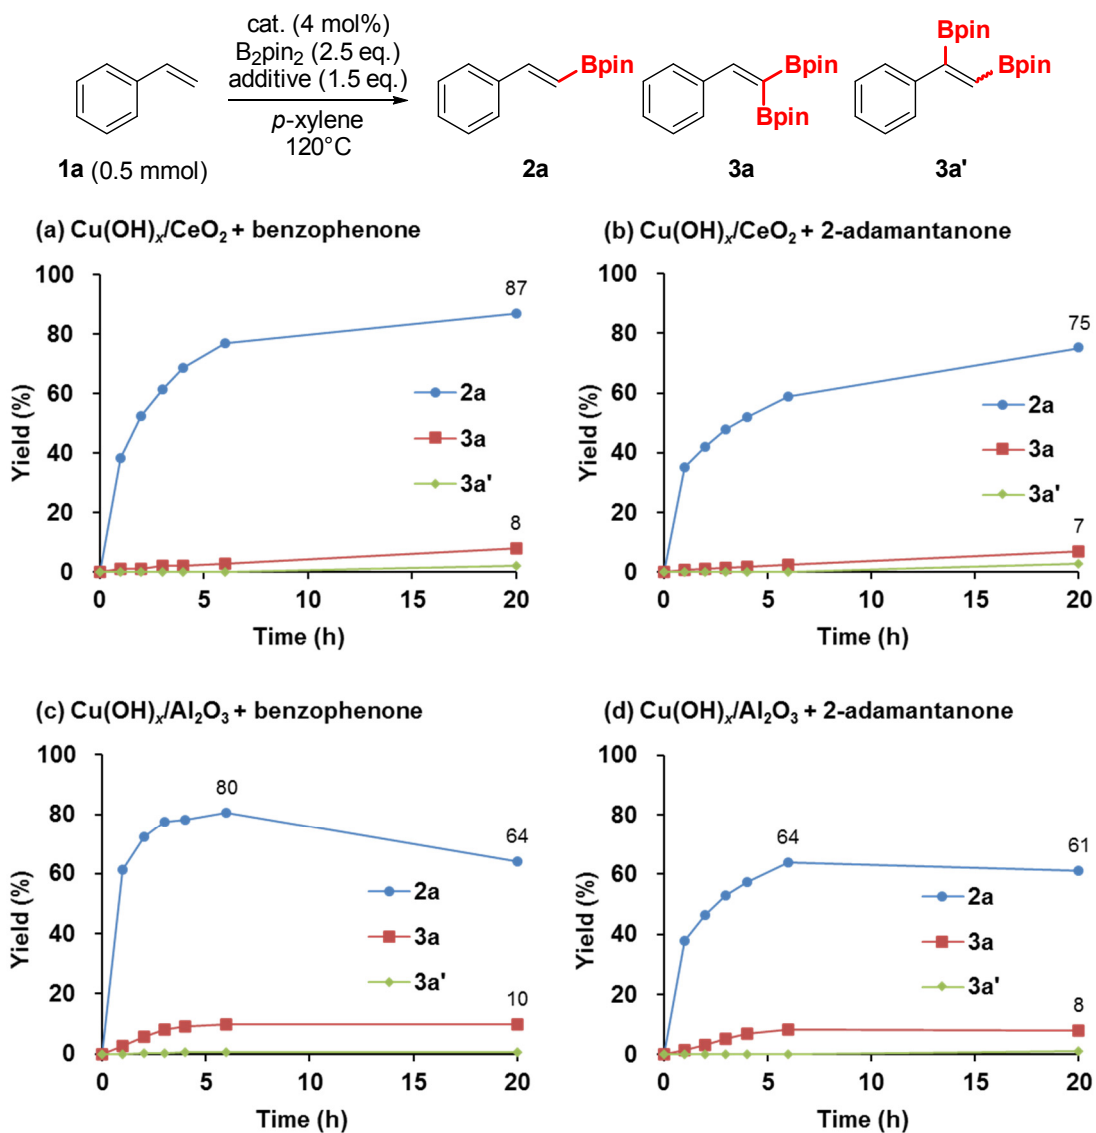 cat. (4 mol%)
B₂pin₂ (2.5 eq.)
additive (1.5 eq.)
p-xylene
120°C
1a (0.5 mmol)
Bpin
2a
Bpin
Bpin
3a
Bpin
Bpin
3a'
(a) Cu(OH)ₓ/CeO₂ + benzophenone
100
80
60
40
20
0
Yield (%)
87
2a
3a
3a'
8
0
5
10
15
20
Time (h)
(b) Cu(OH)ₓ/CeO₂ + 2-adamantanone
100
80
60
40
20
0
Yield (%)
75
2a
3a
3a'
7
0
5
10
15
20
Time (h)
(c) Cu(OH)ₓ/Al₂O₃ + benzophenone
100
80
60
40
20
0
Yield (%)
80
64
2a
3a
3a'
10
0
5
10
15
20
Time (h)
(d) Cu(OH)ₓ/Al₂O₃ + 2-adamantanone
100
80
60
40
20
0
Yield (%)
64
61
2a
3a
3a'
8
0
5
10
15
20
Time (h)